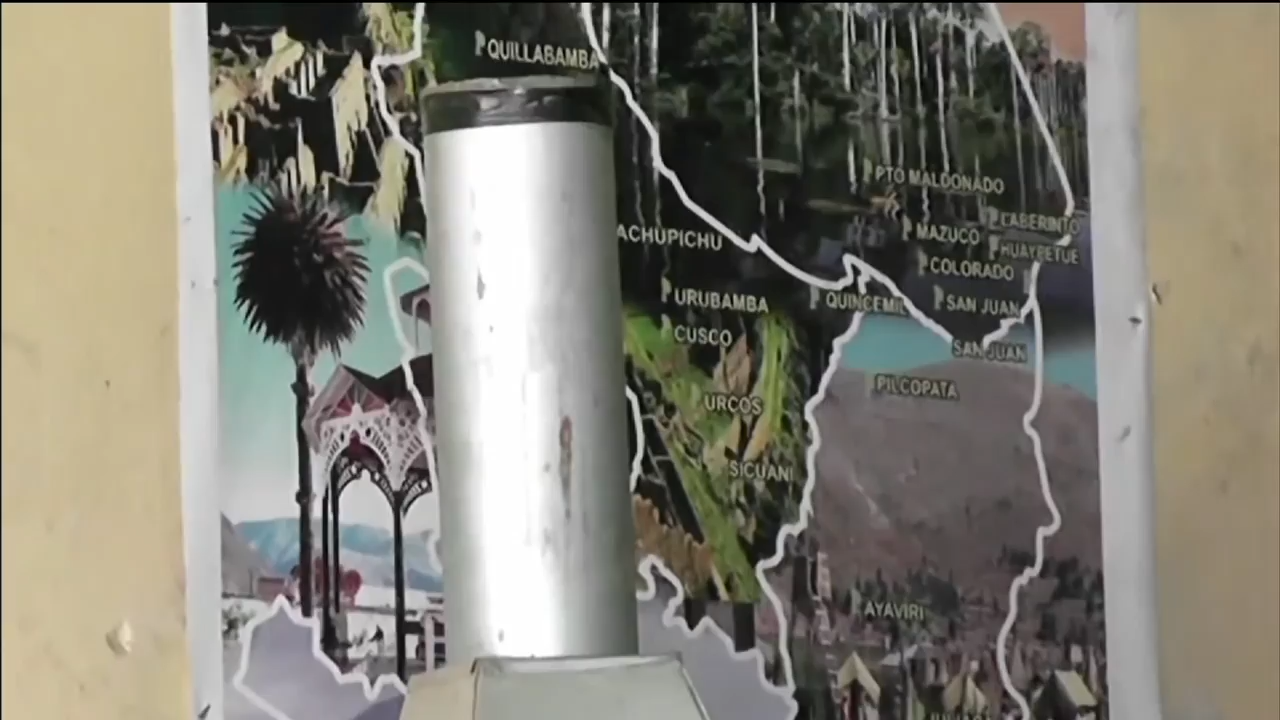 QUILLABAMBA
PTO MALDONADO
LABERINTO
MAZUCO
ACHUPICHU
HUAYPETUE
COLORADO
URUBAMBA
QUINCEMIL
SAN JUAN
CUSCO
SAN JUAN
PILCOPATA
URCOS
SICUANI
AYAVIRI